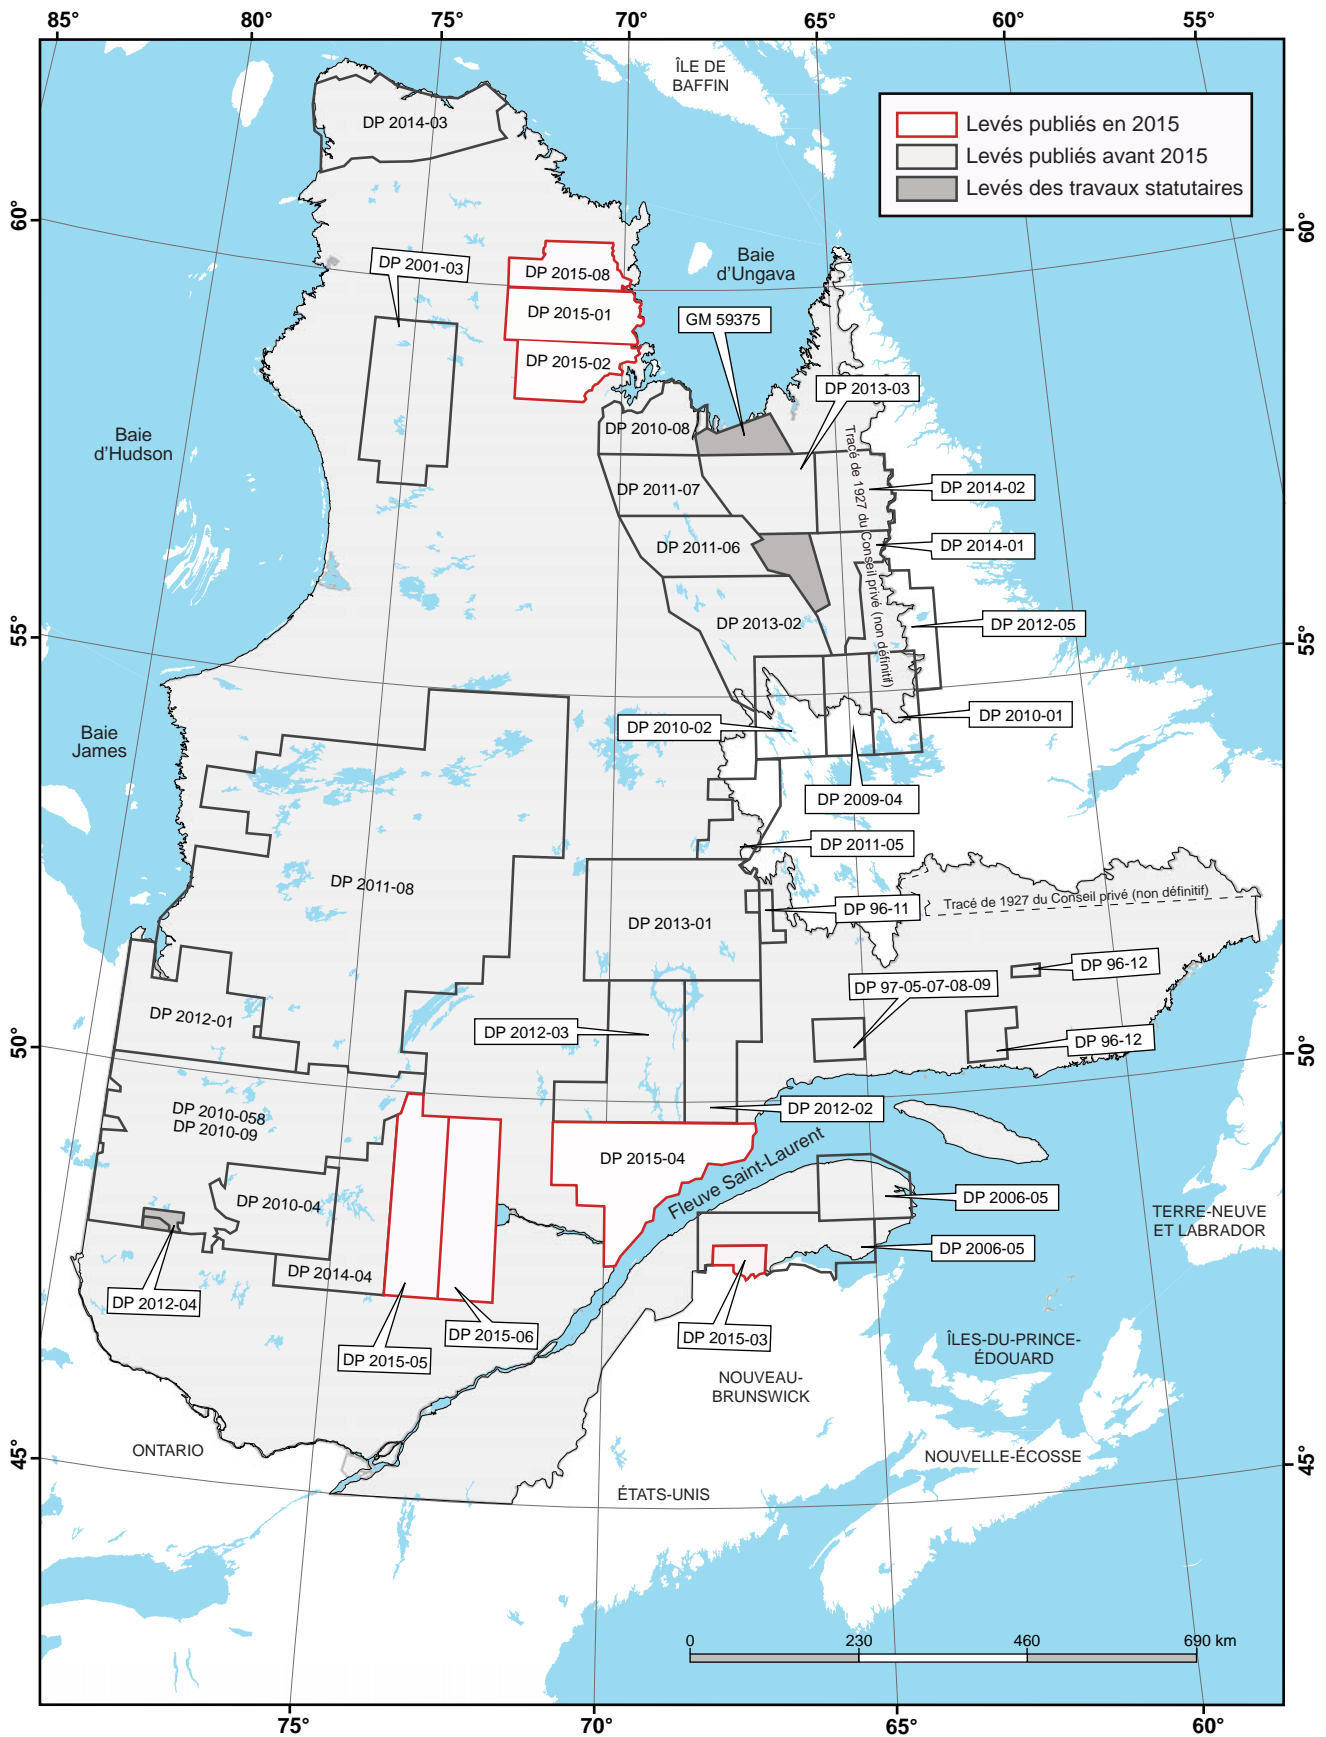 85°
80°
75°
70°
65°
60°
55°
ÎLE DE
BAFFIN
Levés publiés en 2015
Levés publiés avant 2015
Levés des travaux statutaires
DP 2014-03
60°
60°
DP 2001-03
DP 2015-08
Baie
d'Ungava
DP 2015-01
GM 59375
DP 2015-02
DP 2013-03
Baie
d'Hudson
DP 2010-08
Tracé de 1927 du Conseil privé (non définitif)
DP 2011-07
DP 2014-02
DP 2011-06
DP 2014-01
DP 2013-02
DP 2012-05
55°
55°
DP 2010-02
DP 2010-01
Baie
James
DP 2009-04
DP 2011-05
DP 2011-08
DP 2013-01
DP 96-11
Tracé de 1927 du Conseil privé (non définitif)
DP 96-12
DP 97-05-07-08-09
DP 2012-01
DP 2012-03
DP 96-12
50°
50°
DP 2010-058
DP 2010-09
DP 2012-02
DP 2015-04
Fleuve Saint-Laurent
DP 2010-04
DP 2006-05
TERRE-NEUVE
ET LABRADOR
DP 2006-05
DP 2014-04
DP 2012-04
DP 2015-06
DP 2015-03
DP 2015-05
ÎLES-DU-PRINCE-
ÉDOUARD
NOUVEAU-
BRUNSWICK
ONTARIO
NOUVELLE-ÉCOSSE
45°
45°
ÉTATS-UNIS
0
230
460
690 km
75°
70°
65°
60°